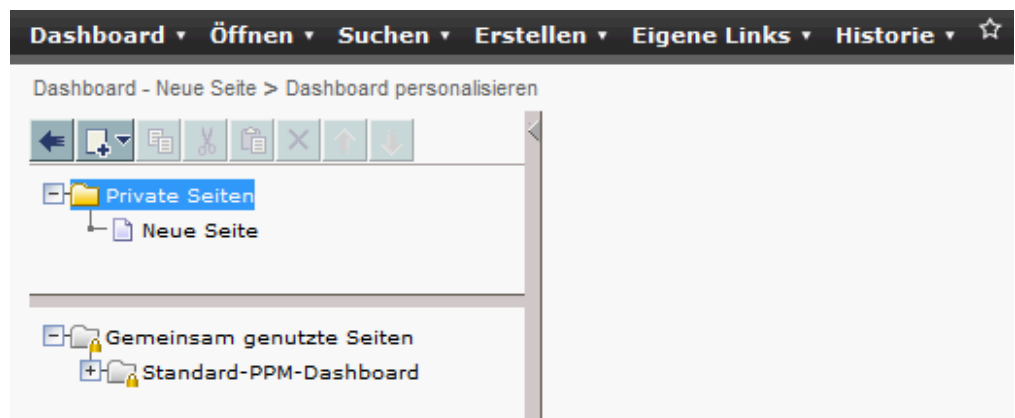 Dashboard Öffnen Suchen Erstellen Eigene Links Historie
Dashboard - Neue Seite > Dashboard personalisieren
Private Seiten
Neue Seite
Gemeinsam genutzte Seiten
Standard-PPM-Dashboard